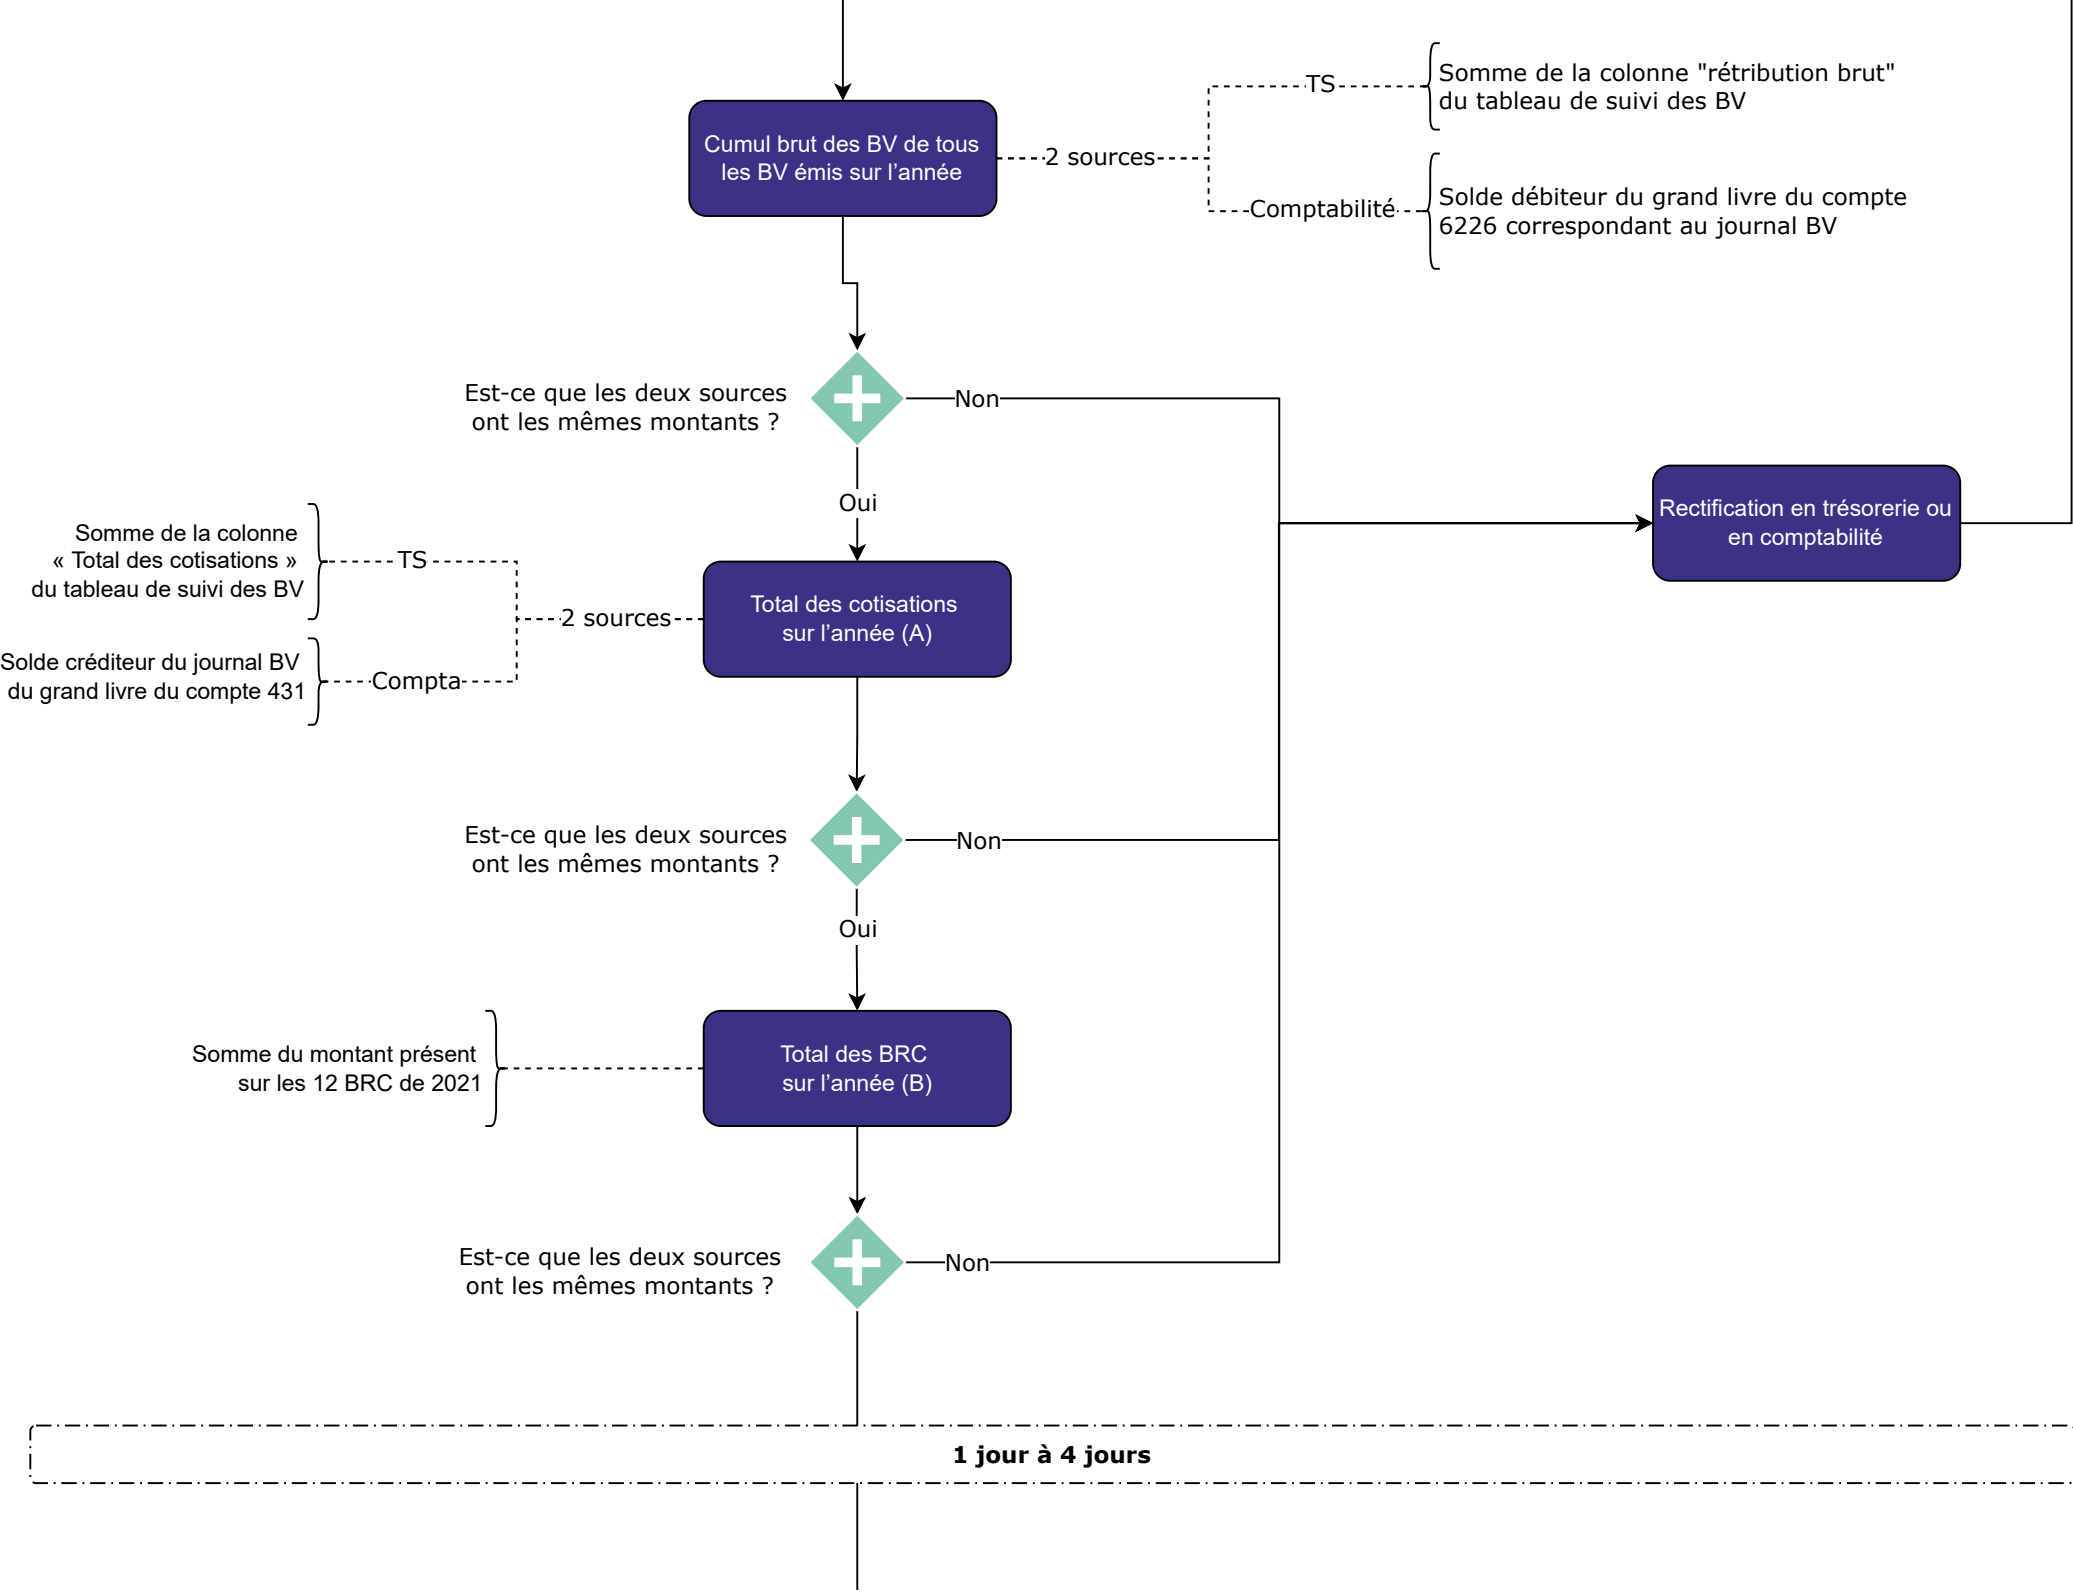 Cumul brut des BV de tous
les BV émis sur l’année
2 sources
TS
Somme de la colonne "rétribution brut"
du tableau de suivi des BV
Comptabilité
Solde débiteur du grand livre du compte
6226 correspondant au journal BV
Est-ce que les deux sources
ont les mêmes montants ?
Non
Oui
Rectification en trésorerie ou
en comptabilité
Total des cotisations
sur l’année (A)
2 sources
TS
Somme de la colonne
« Total des cotisations »
du tableau de suivi des BV
Compta
Solde créditeur du journal BV
du grand livre du compte 431
Est-ce que les deux sources
ont les mêmes montants ?
Non
Oui
Total des BRC
sur l’année (B)
Somme du montant présent
sur les 12 BRC de 2021
Est-ce que les deux sources
ont les mêmes montants ?
Non
1 jour à 4 jours